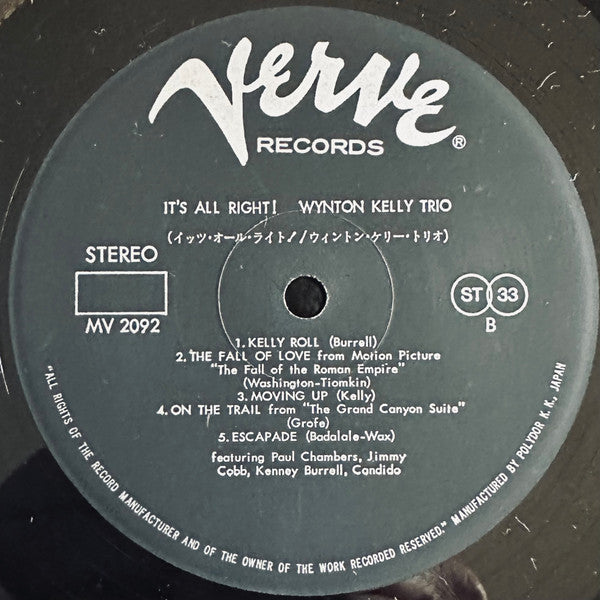 Verve
RECORDS ®
IT'S ALL RIGHT! WYNTON KELLY TRIO
(イッツ・オール・ライト!/ウィントン・ケリー・トリオ)
STEREO
MV 2092
ST 33
B
1. KELLY ROLL (Burrell)
2. THE FALL OF LOVE from Motion Picture
"The Fall of the Roman Empire"
(Washington-Tiomkin)
3. MOVING UP (Kelly)
4. ON THE TRAIL from "The Grand Canyon Suite"
(Grofe)
5. ESCAPADE (Badalale-Wax)
featuring Paul Chambers, Jimmy
Cobb, Kenney Burrell, Candido
"ALL RIGHTS OF THE RECORD MANUFACTURER AND OF THE OWNER OF THE WORK RECORDED RESERVED." MANUFACTURED BY POLYDOR K. K., JAPAN